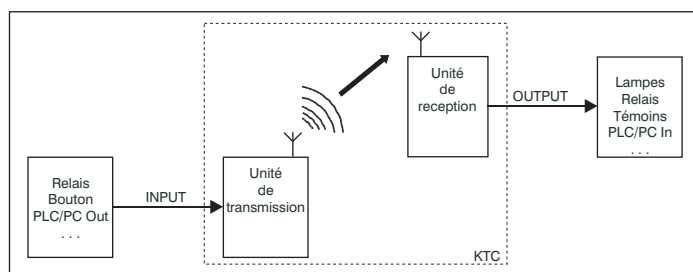 Relais
Bouton
PLC/PC Out
. . .
INPUT
Unité
de
transmission
Unité
de
reception
OUTPUT
Lampes
Relais
Témoins
PLC/PC In
. . .
KTC